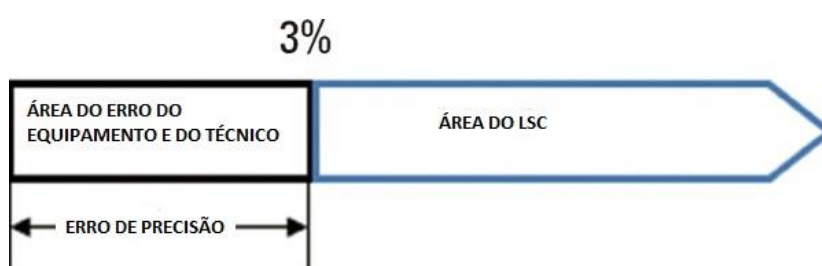 3%
ÁREA DO ERRO DO
EQUIPAMENTO E DO TÉCNICO
ÁREA DO LSC
ERRO DE PRECISÃO